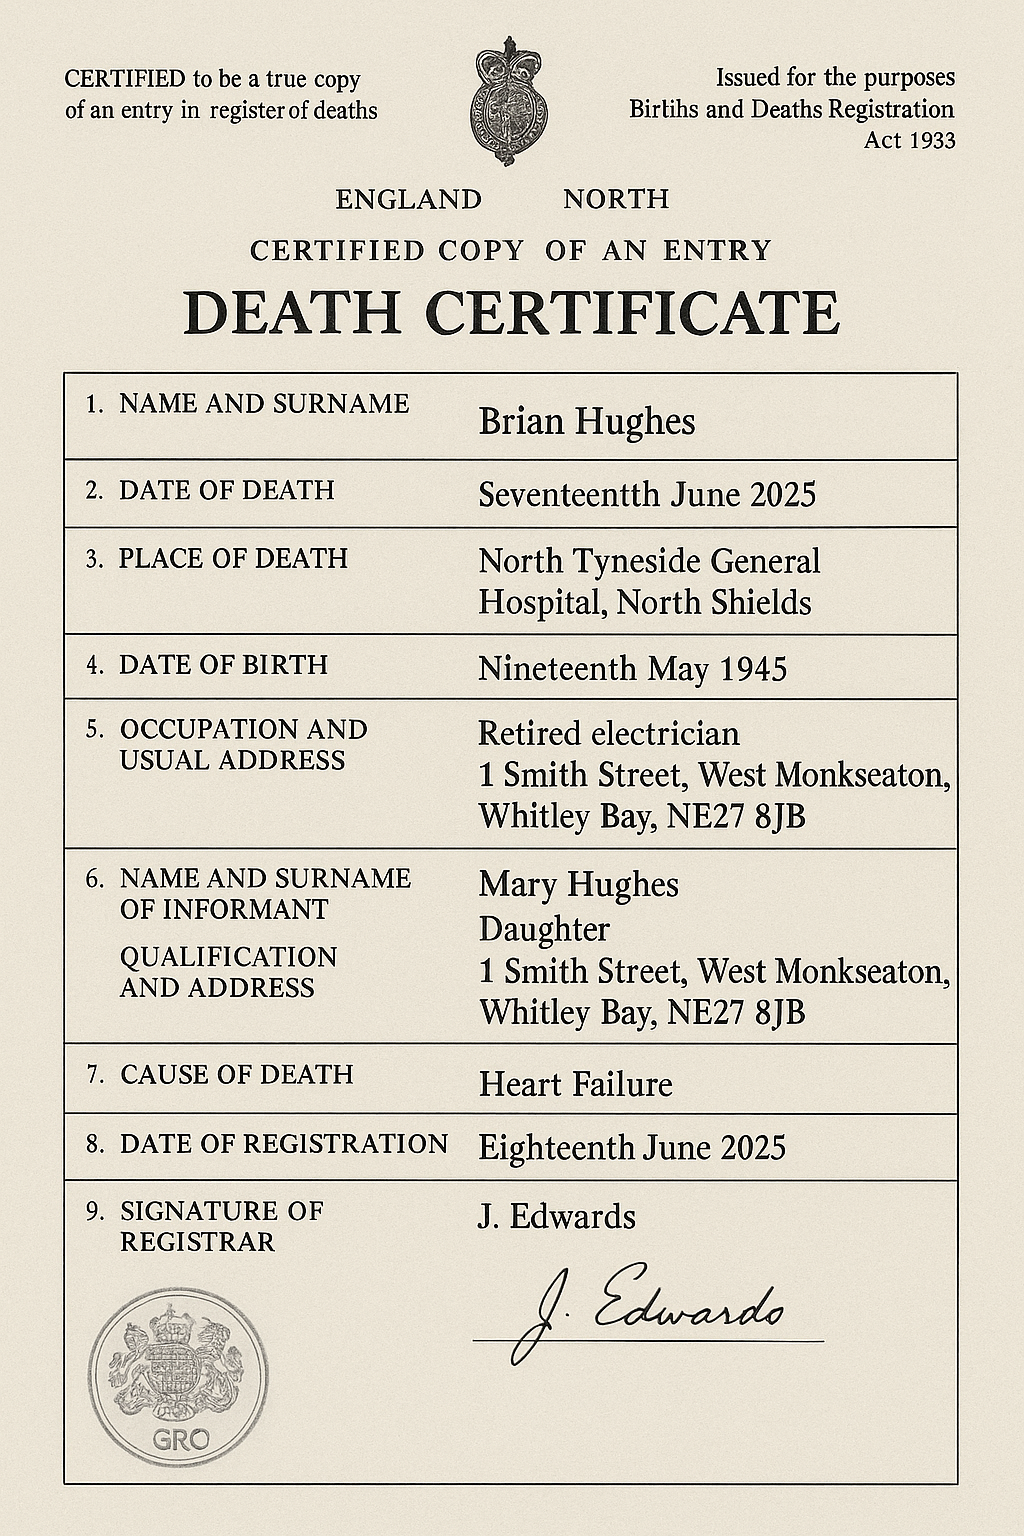 CERTIFIED to be a true copy
of an entry in register of deaths
Issued for the purposes
Birtihs and Deaths Registration
Act 1933
ENGLAND NORTH
CERTIFIED COPY OF AN ENTRY
DEATH CERTIFICATE
1. NAME AND SURNAME
Brian Hughes
2. DATE OF DEATH
Seventeentth June 2025
3. PLACE OF DEATH
North Tyneside General
Hospital, North Shields
4. DATE OF BIRTH
Nineteenth May 1945
5. OCCUPATION AND
USUAL ADDRESS
Retired electrician
1 Smith Street, West Monkseaton,
Whitley Bay, NE27 8JB
6. NAME AND SURNAME
OF INFORMANT
QUALIFICATION
AND ADDRESS
Mary Hughes
Daughter
1 Smith Street, West Monkseaton,
Whitley Bay, NE27 8JB
7. CAUSE OF DEATH
Heart Failure
8. DATE OF REGISTRATION
Eighteenth June 2025
9. SIGNATURE OF
REGISTRAR
J. Edwards
J. Edwards
GRO